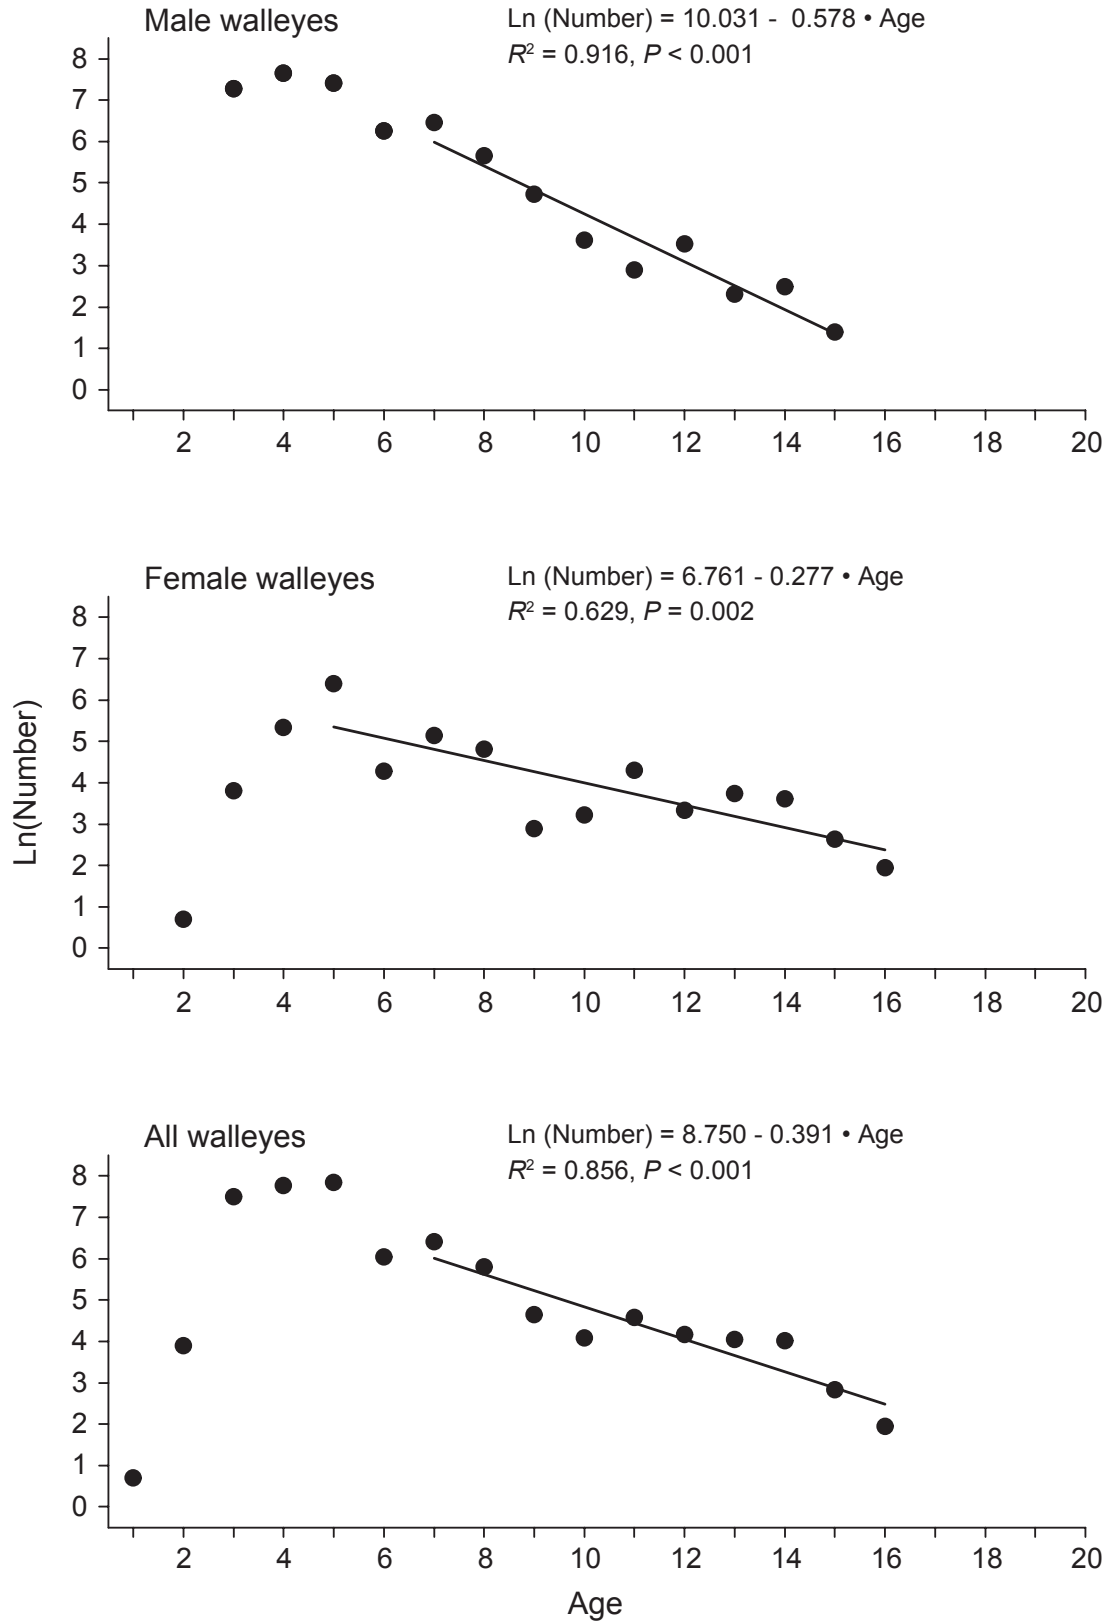 Male walleyes
Ln (Number) = 10.031 - 0.578 • Age
R² = 0.916, P < 0.001
8
7
6
5
4
3
2
1
0
2 4 6 8 10 12 14 16 18 20
Female walleyes
Ln (Number) = 6.761 - 0.277 • Age
R² = 0.629, P = 0.002
8
7
6
5
4
3
2
1
0
2 4 6 8 10 12 14 16 18 20
Ln(Number)
All walleyes
Ln (Number) = 8.750 - 0.391 • Age
R² = 0.856, P < 0.001
8
7
6
5
4
3
2
1
0
2 4 6 8 10 12 14 16 18 20
Age